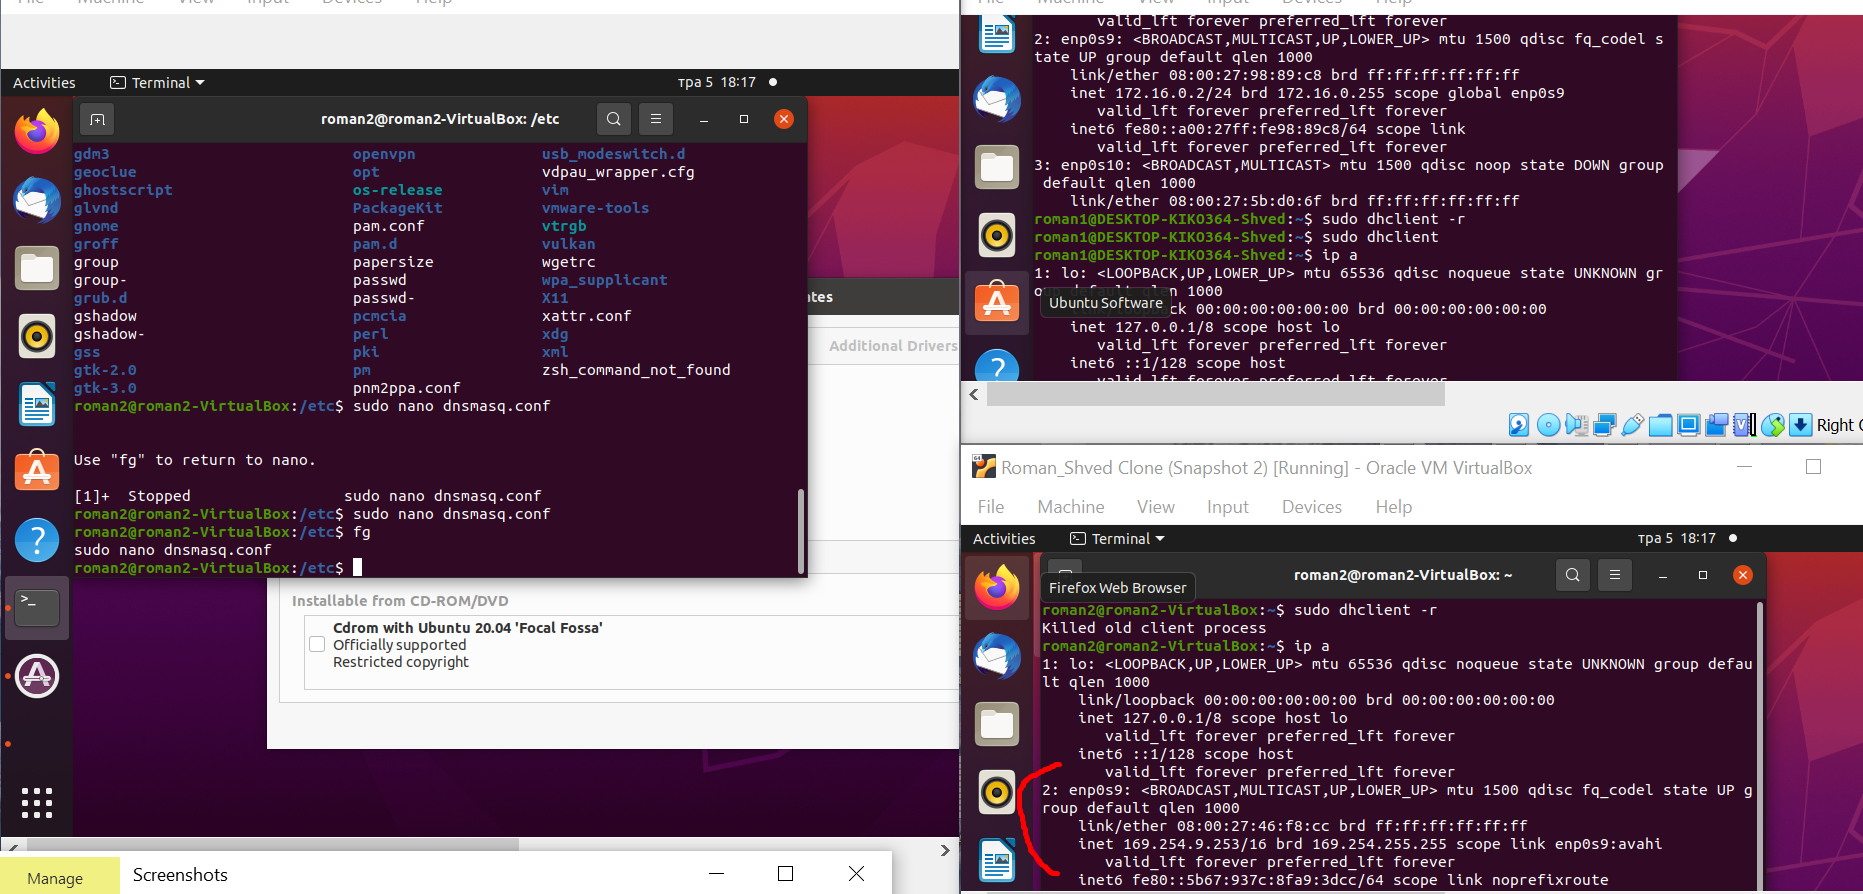 File Machine View Input Devices Help
Activities Terminal тра 5 18:17
roman2@roman2-VirtualBox: /etc
gdm3 openvpn usb_modeswitch.d
geoclue opt vdpau_wrapper.cfg
ghostscript os-release vim
glvnd PackageKit vmware-tools
gnome pam.conf vtrgb
groff pam.d vulkan
group papersize wgetrc
group- passwd wpa_supplicant
grub.d passwd- X11
gshadow pcmcia xattr.conf
gshadow- perl xdg
gss pki xml
gtk-2.0 pm zsh_command_not_found
gtk-3.0 pnm2ppa.conf
roman2@roman2-VirtualBox:/etc$ sudo nano dnsmasq.conf
Use "fg" to return to nano.
[1]+ Stopped sudo nano dnsmasq.conf
roman2@roman2-VirtualBox:/etc$ sudo nano dnsmasq.conf
roman2@roman2-VirtualBox:/etc$ fg
sudo nano dnsmasq.conf
roman2@roman2-VirtualBox:/etc$
ates
Additional Drivers
Installable from CD-ROM/DVD
Cdrom with Ubuntu 20.04 'Focal Fossa'
Officially supported
Restricted copyright
Manage Screenshots
File Machine View Input Devices Help
valid_lft forever preferred_lft forever
2: enp0s9: <BROADCAST,MULTICAST,UP,LOWER_UP> mtu 1500 qdisc fq_codel s
tate UP group default qlen 1000
link/ether 08:00:27:98:89:c8 brd ff:ff:ff:ff:ff:ff
inet 172.16.0.2/24 brd 172.16.0.255 scope global enp0s9
valid_lft forever preferred_lft forever
inet6 fe80::a00:27ff:fe98:89c8/64 scope link
valid_lft forever preferred_lft forever
3: enp0s10: <BROADCAST,MULTICAST> mtu 1500 qdisc noop state DOWN group
default qlen 1000
link/ether 08:00:27:5b:d0:6f brd ff:ff:ff:ff:ff:ff
roman1@DESKTOP-KIKO364-Shved:~$ sudo dhclient -r
roman1@DESKTOP-KIKO364-Shved:~$ sudo dhclient
roman1@DESKTOP-KIKO364-Shved:~$ ip a
1: lo: <LOOPBACK,UP,LOWER_UP> mtu 65536 qdisc noqueue state UNKNOWN gr
qlen 1000
Ubuntu Software
00:00:00:00:00:00 brd 00:00:00:00:00:00
inet 127.0.0.1/8 scope host lo
valid_lft forever preferred_lft forever
inet6 ::1/128 scope host
valid_lft forever preferred_lft forever
Right
Roman_Shved Clone (Snapshot 2) [Running] - Oracle VM VirtualBox
File Machine View Input Devices Help
Activities Terminal тра 5 18:17
roman2@roman2-VirtualBox: ~
Firefox Web Browser
roman2@roman2-VirtualBox:~$ sudo dhclient -r
Killed old client process
roman2@roman2-VirtualBox:~$ ip a
1: lo: <LOOPBACK,UP,LOWER_UP> mtu 65536 qdisc noqueue state UNKNOWN group defau
lt qlen 1000
link/loopback 00:00:00:00:00:00 brd 00:00:00:00:00:00
inet 127.0.0.1/8 scope host lo
valid_lft forever preferred_lft forever
inet6 ::1/128 scope host
valid_lft forever preferred_lft forever
2: enp0s9: <BROADCAST,MULTICAST,UP,LOWER_UP> mtu 1500 qdisc fq_codel state UP g
roup default qlen 1000
link/ether 08:00:27:46:f8:cc brd ff:ff:ff:ff:ff:ff
inet 169.254.9.253/16 brd 169.254.255.255 scope link enp0s9:avahi
valid_lft forever preferred_lft forever
inet6 fe80::5b67:937c:8fa9:3dcc/64 scope link noprefixroute